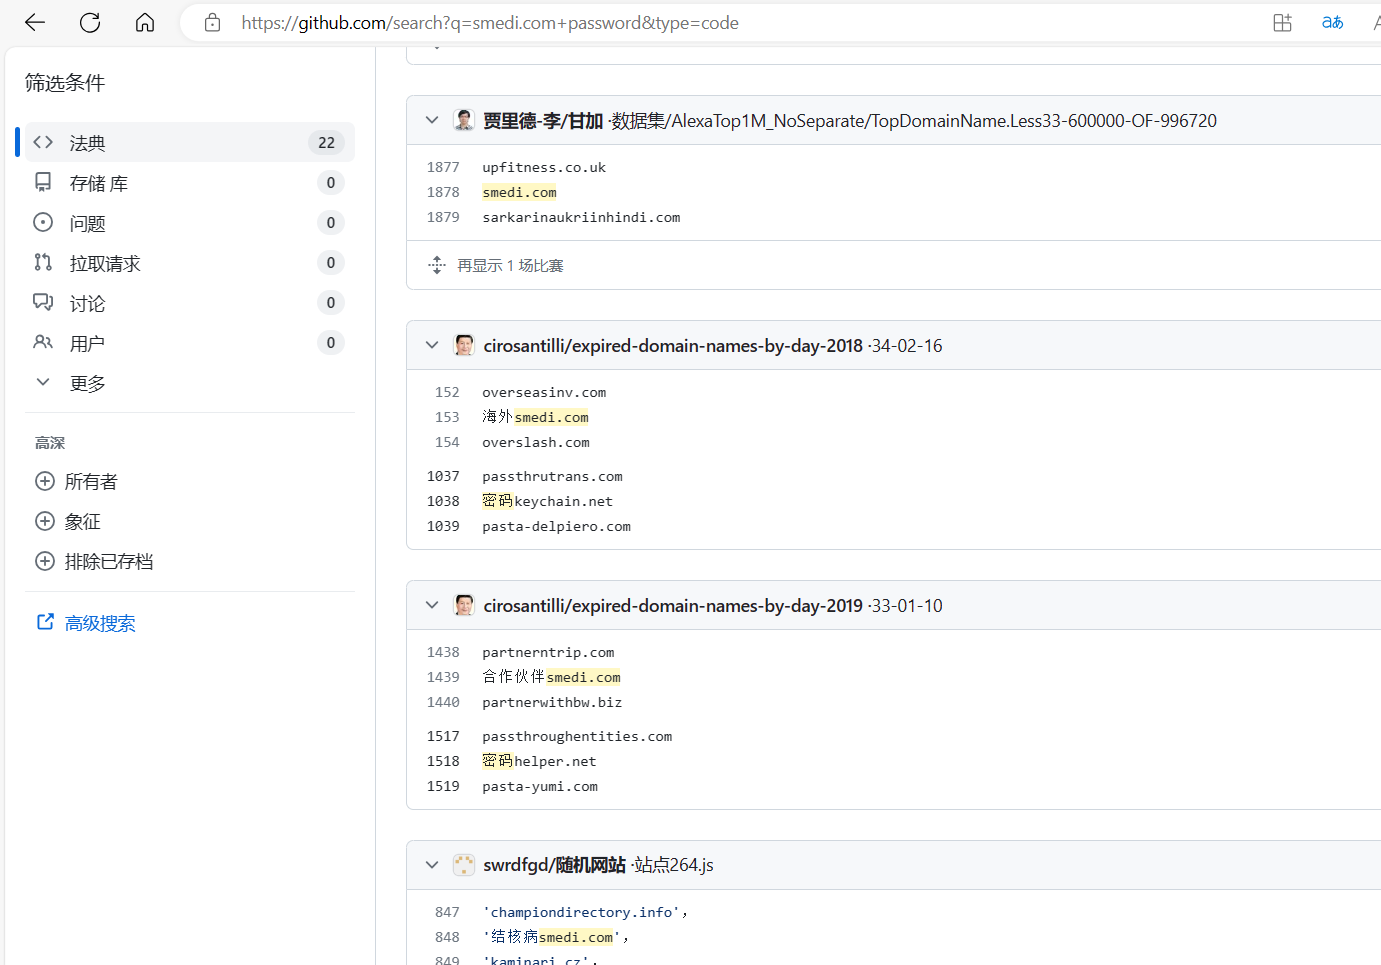 https://github.com/search?q=smedi.com+password&type=code
aあ
筛选条件
法典 22
存储 库 0
问题 0
拉取请求 0
讨论 0
用户 0
更多
高深
所有者
象征
排除已存档
高级搜索
贾里德-李/甘加 ·数据集/AlexaTop1M_NoSeparate/TopDomainName.Less33-600000-OF-996720
1877 upfitness.co.uk
1878 smedi.com
1879 sarkarinaukriinhindi.com
再显示 1 场比赛
cirosantilli/expired-domain-names-by-day-2018 ·34-02-16
152 overseasinv.com
153 海外smedi.com
154 overslash.com
1037 passthrutrans.com
1038 密码keychain.net
1039 pasta-delpiero.com
cirosantilli/expired-domain-names-by-day-2019 ·33-01-10
1438 partnerntrip.com
1439 合作伙伴smedi.com
1440 partnerwithbw.biz
1517 passthroughentities.com
1518 密码helper.net
1519 pasta-yumi.com
swrdfgd/随机网站 ·站点264.js
847 'championdirectory.info',
848 '结核病smedi.com',
849 'kaminari.cz',